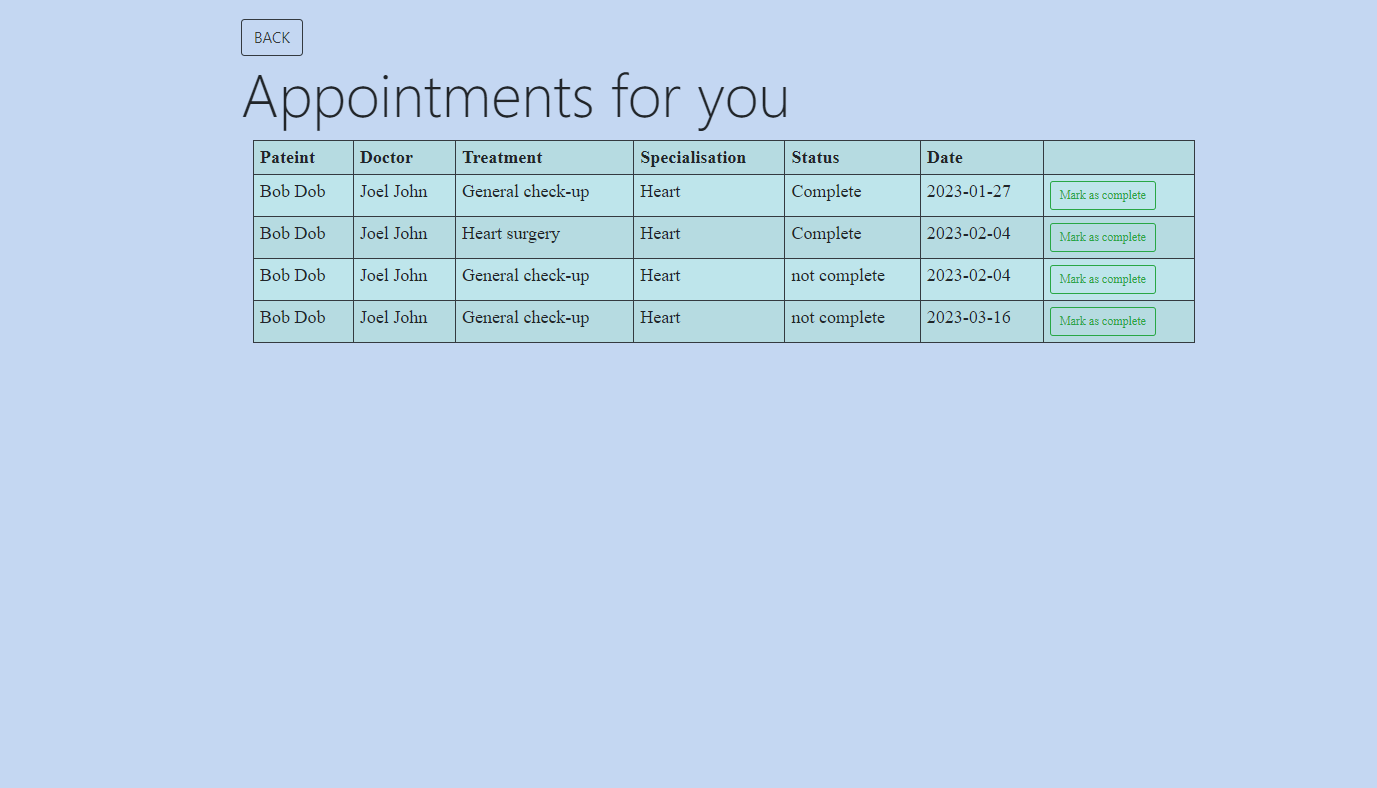 BACK
Appointments for you
Pateint Doctor Treatment Specialisation Status Date
Bob Dob Joel John General check-up Heart Complete 2023-01-27 Mark as complete
Bob Dob Joel John Heart surgery Heart Complete 2023-02-04 Mark as complete
Bob Dob Joel John General check-up Heart not complete 2023-02-04 Mark as complete
Bob Dob Joel John General check-up Heart not complete 2023-03-16 Mark as complete